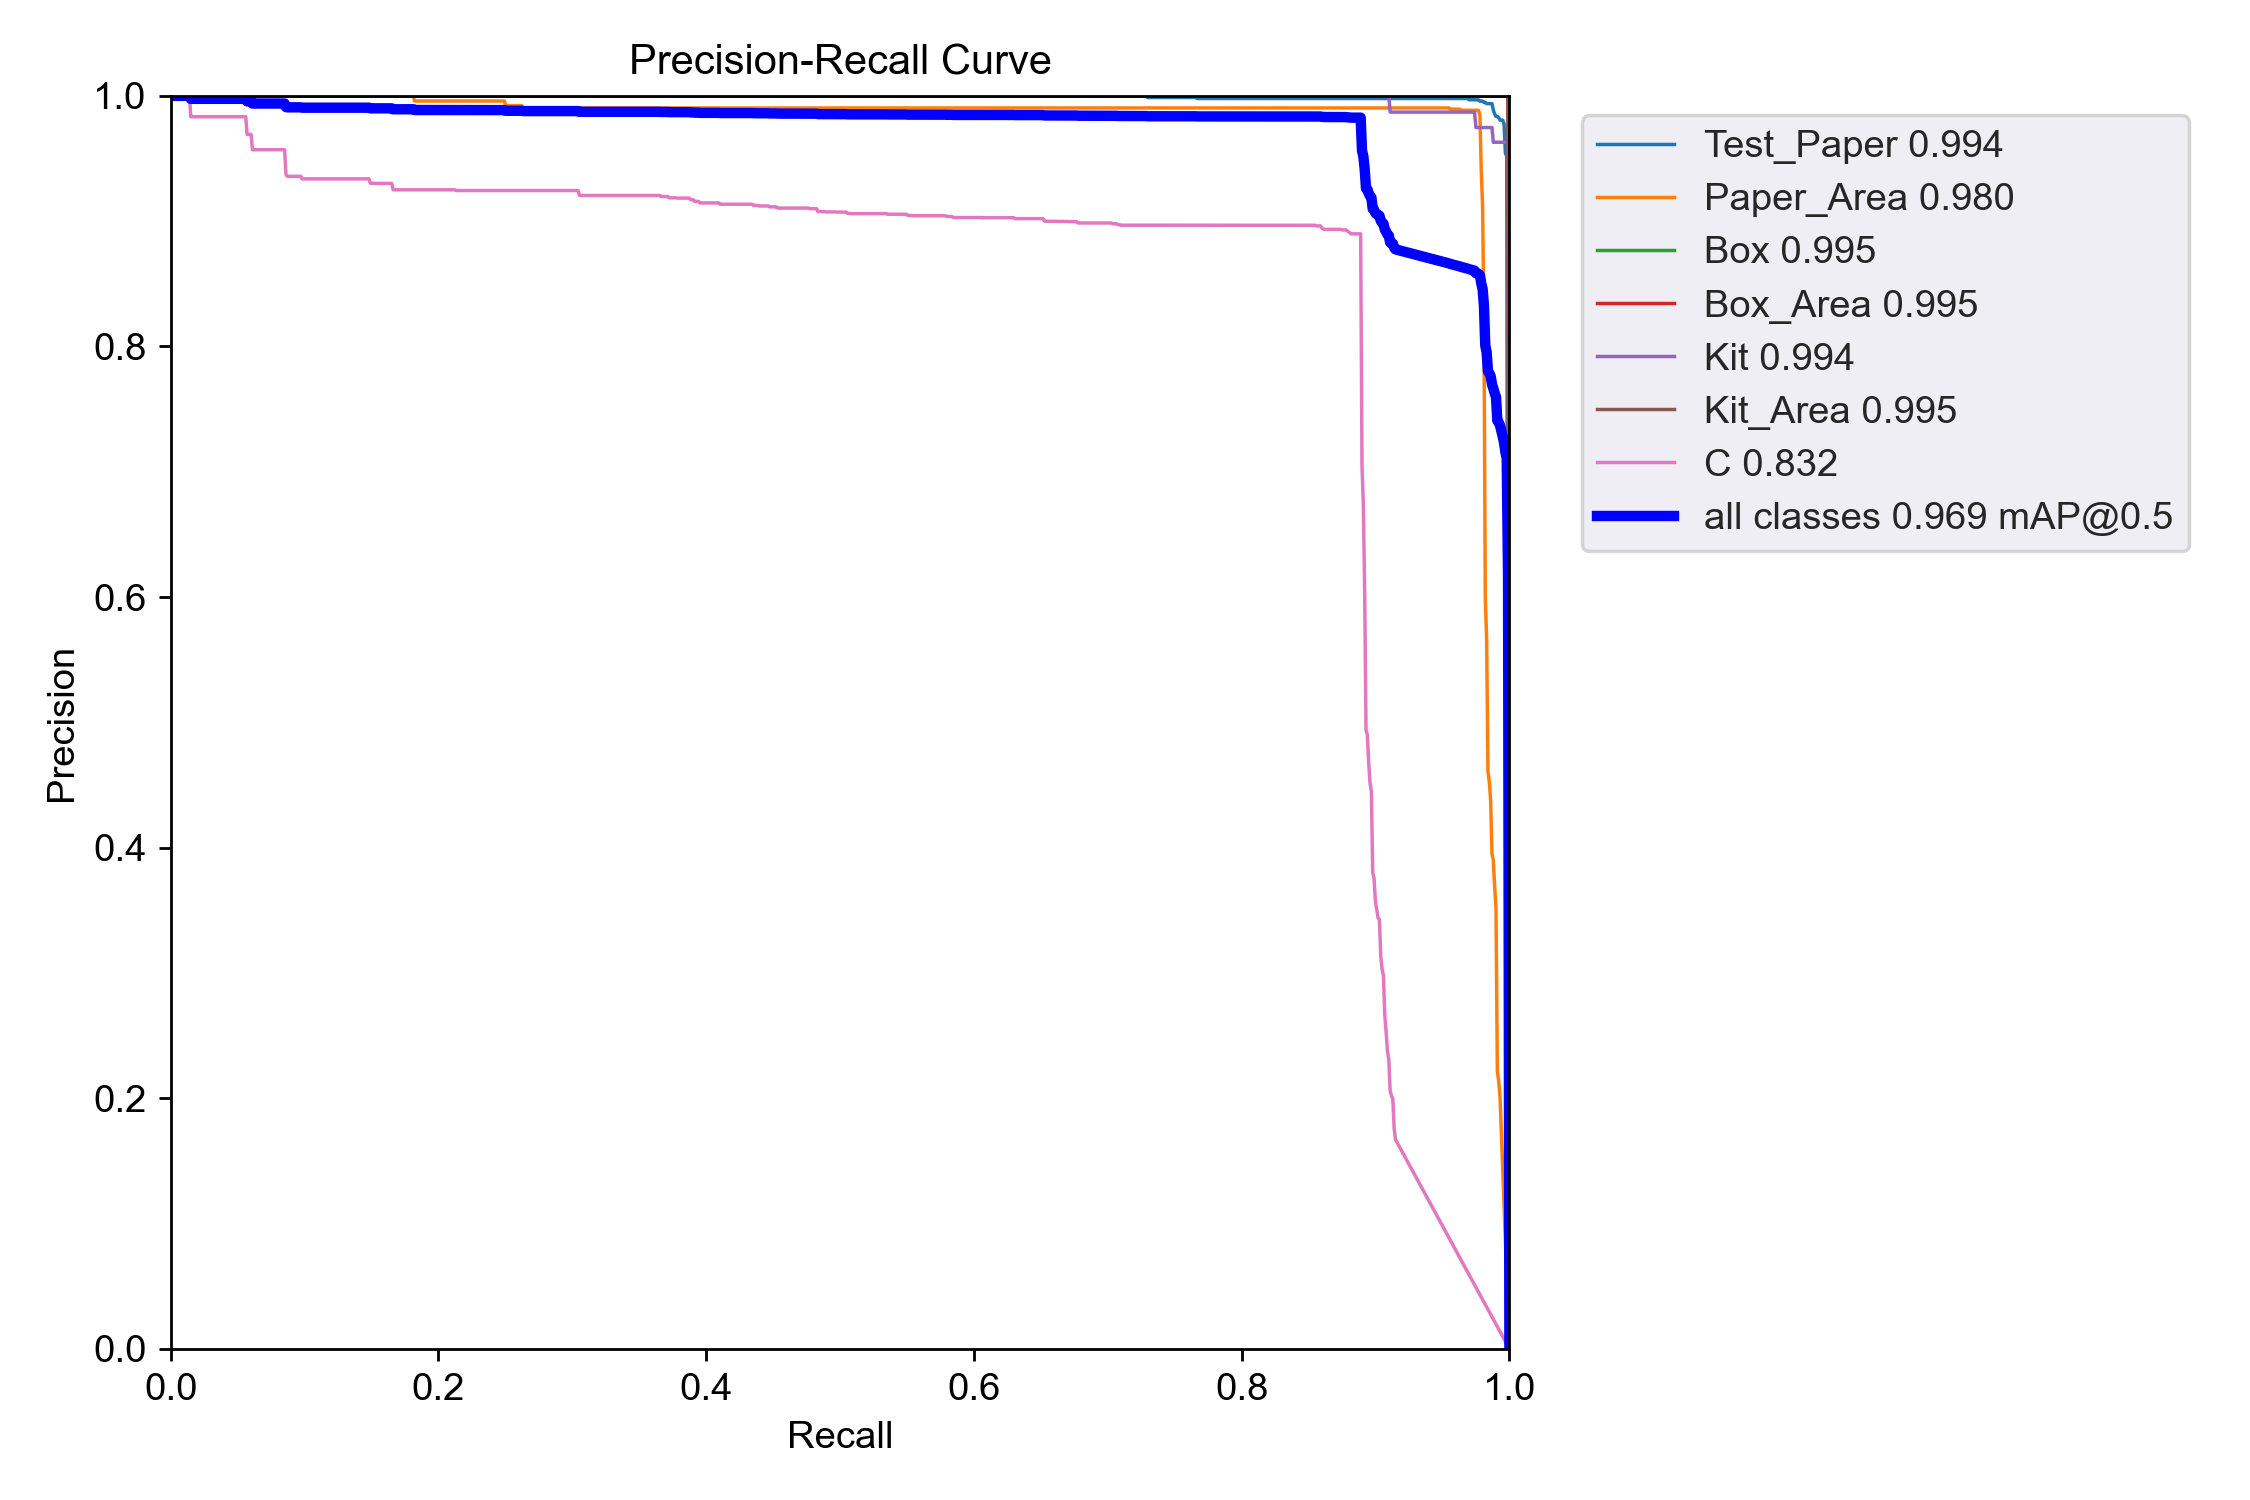 Precision-Recall Curve
1.0
0.8
0.6
0.4
0.2
0.0
Precision
0.0 0.2 0.4 0.6 0.8 1.0
Recall
Test_Paper 0.994
Paper_Area 0.980
Box 0.995
Box_Area 0.995
Kit 0.994
Kit_Area 0.995
C 0.832
all classes 0.969 mAP@0.5